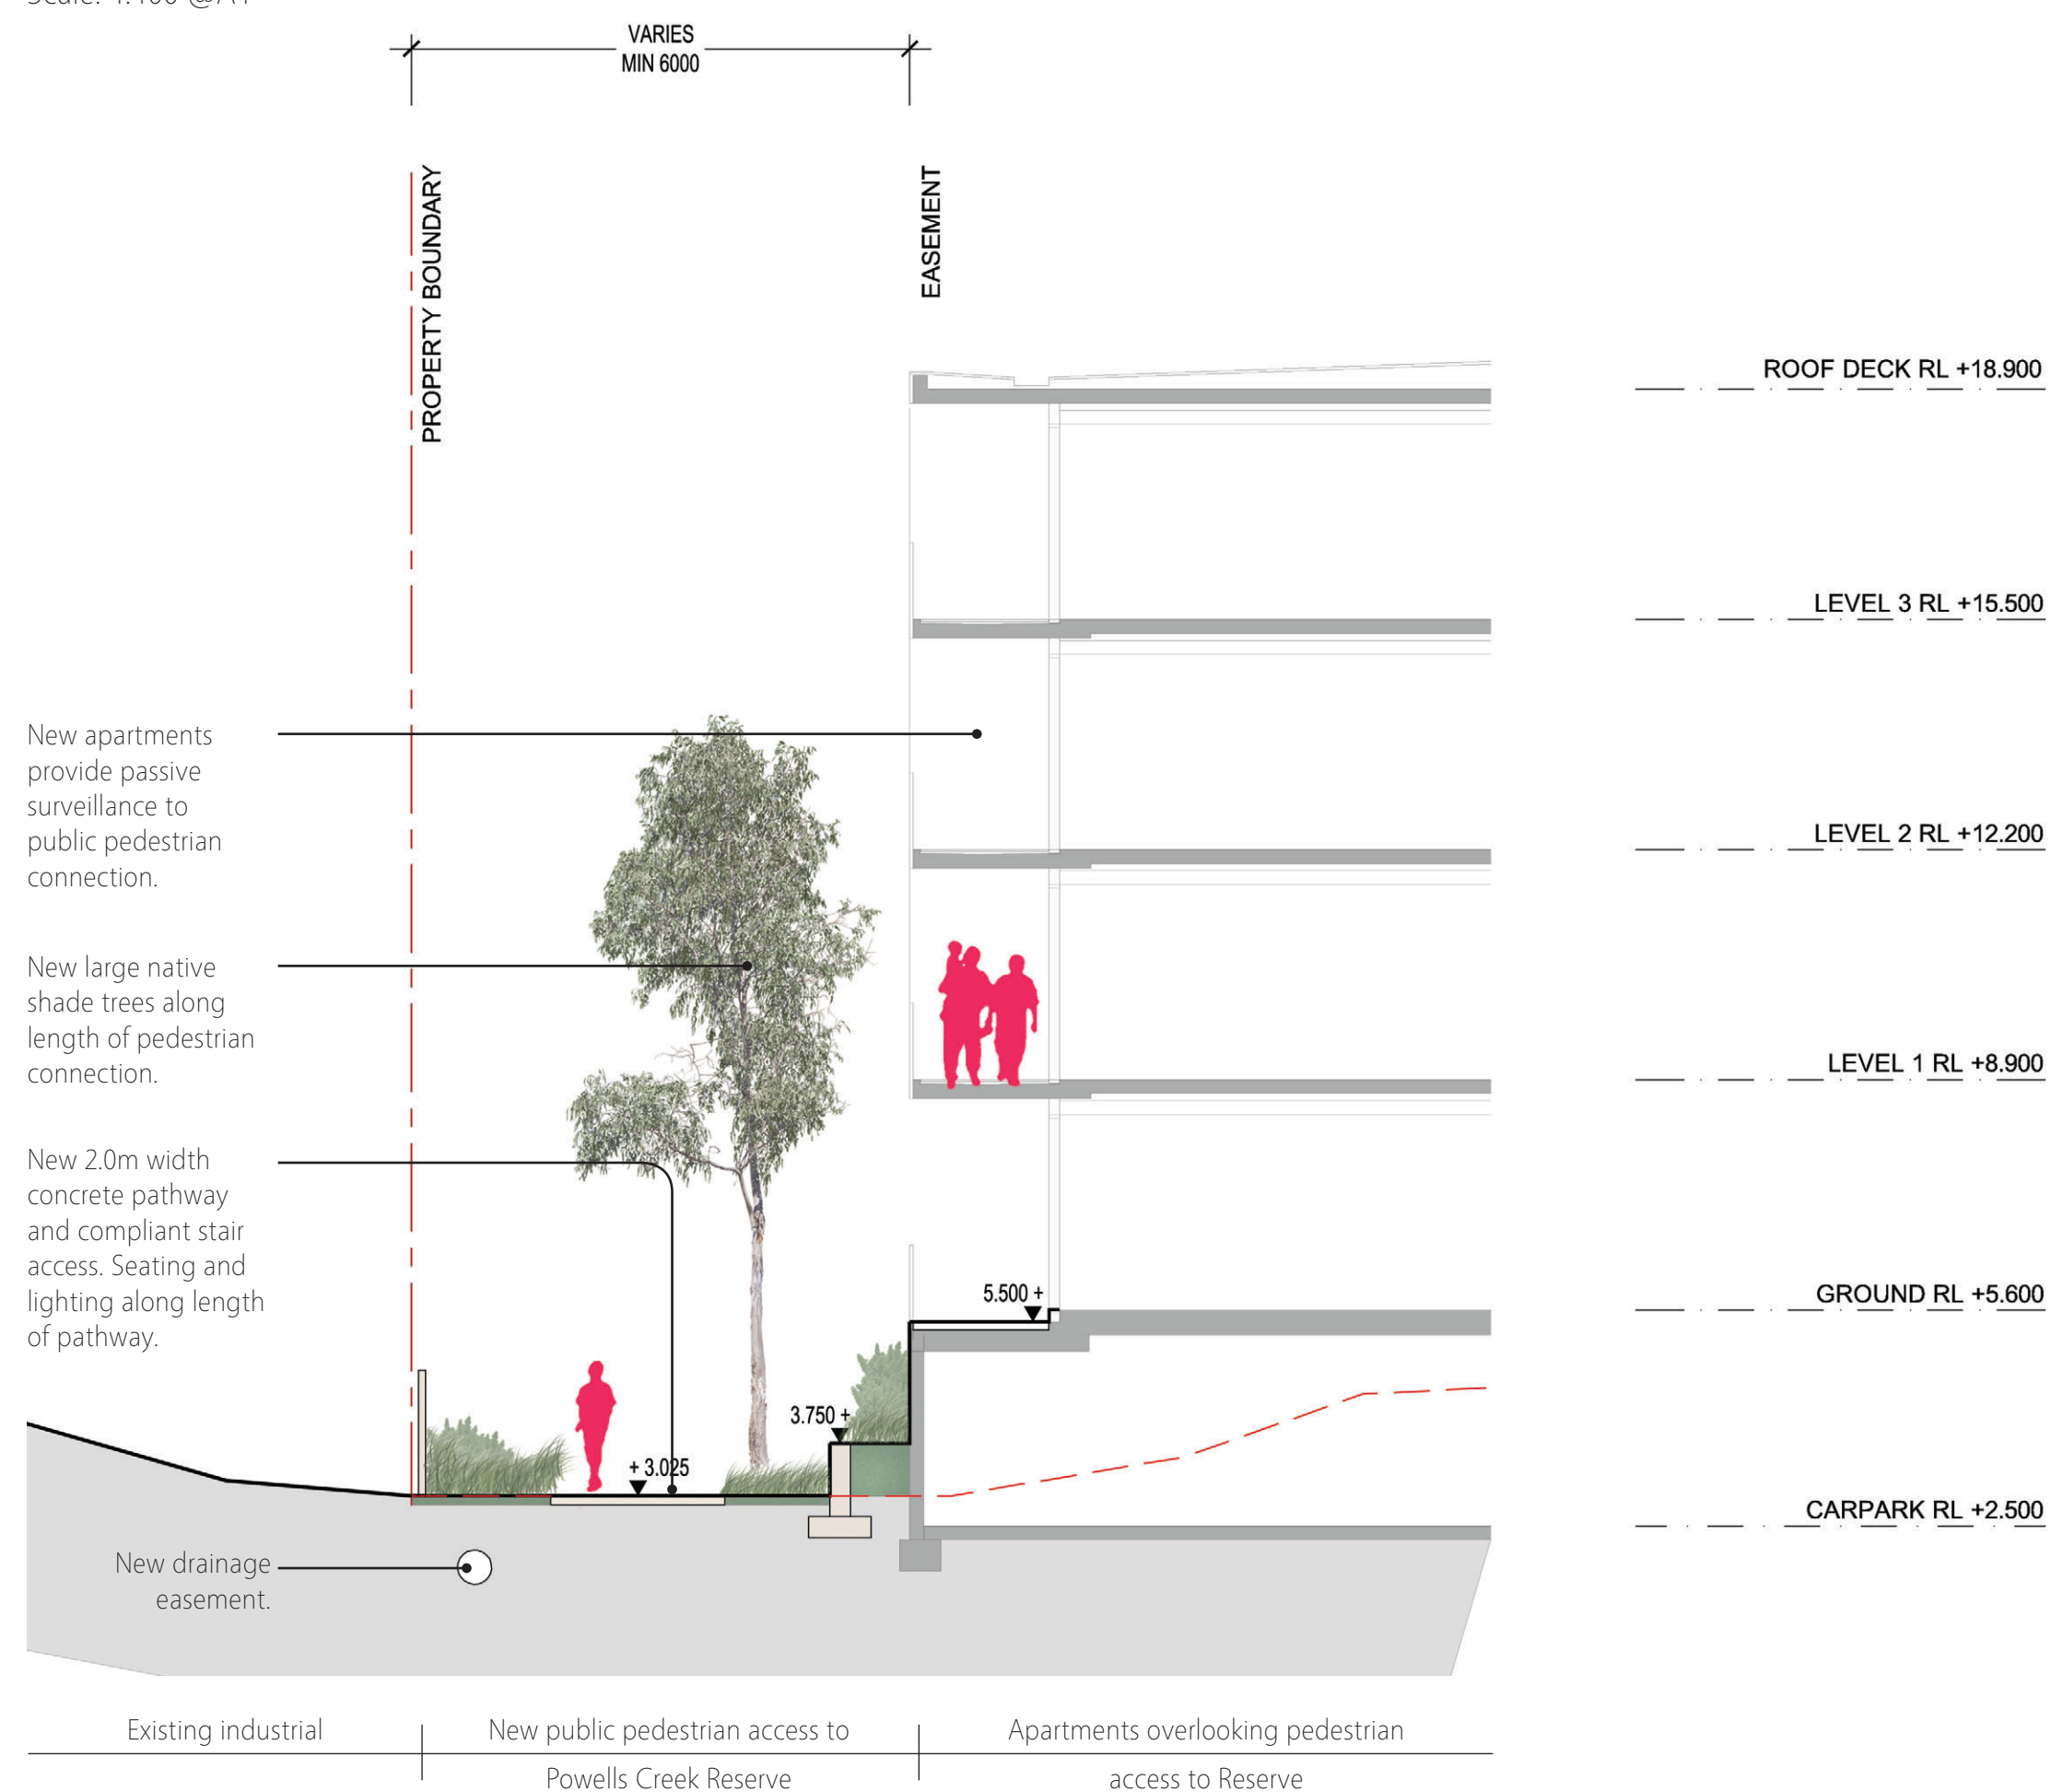 VARIES
MIN 6000
PROPERTY BOUNDARY
EASEMENT
ROOF DECK RL +18.900
LEVEL 3 RL +15.500
LEVEL 2 RL +12.200
LEVEL 1 RL +8.900
GROUND RL +5.600
CARPARK RL +2.500
New apartments
provide passive
surveillance to
public pedestrian
connection.
New large native
shade trees along
length of pedestrian
connection.
New 2.0m width
concrete pathway
and compliant stair
access. Seating and
lighting along length
of pathway.
5.500 +
3.750 +
+ 3.025
New drainage
easement.
Existing industrial
New public pedestrian access to
Powells Creek Reserve
Apartments overlooking pedestrian
access to Reserve